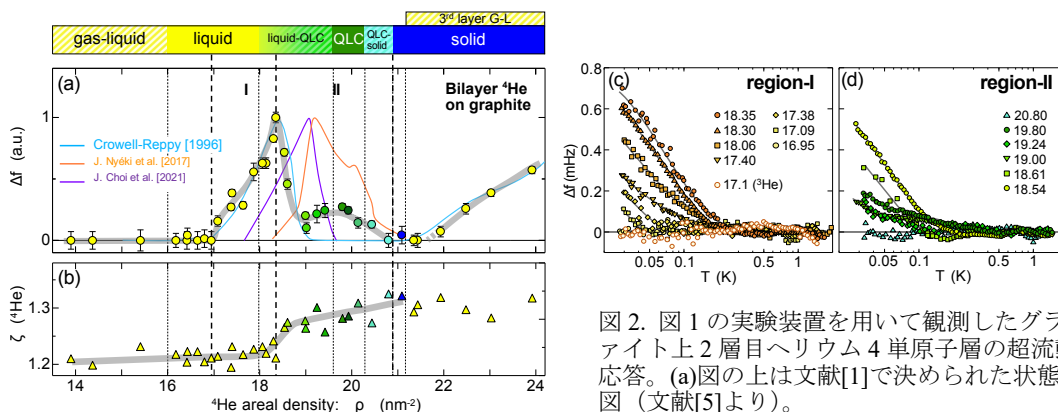 3rd layer G-L
gas-liquid liquid liquid-QLC QLC QLC-solid solid
(a) I II Bilayer ⁴He on graphite
Crowell-Reppy [1996]
J. Nyéki et al. [2017]
J. Choi et al. [2021]
Δf (a.u.)
1
0
(b)
ζ (⁴He)
1.3
1.2
14 16 18 20 22 24
⁴He areal density: ρ (nm⁻²)
(c) region-I
18.35 17.38
18.30 17.09
18.06 16.95
17.40
17.1 (³He)
Δf (mHz)
0.8
0.6
0.4
0.2
0
0.05 0.1 0.5 1
T (K)
(d) region-II
20.80
19.80
19.24
19.00
18.61
18.54
0.05 0.1 0.5 1
T (K)
図 2. 図 1 の実験装置を用いて観測したグラ
ァイト上 2 層目ヘリウム 4 単原子層の超流
応答。(a)図の上は文献[1]で決められた状態
図（文献[5]より）。